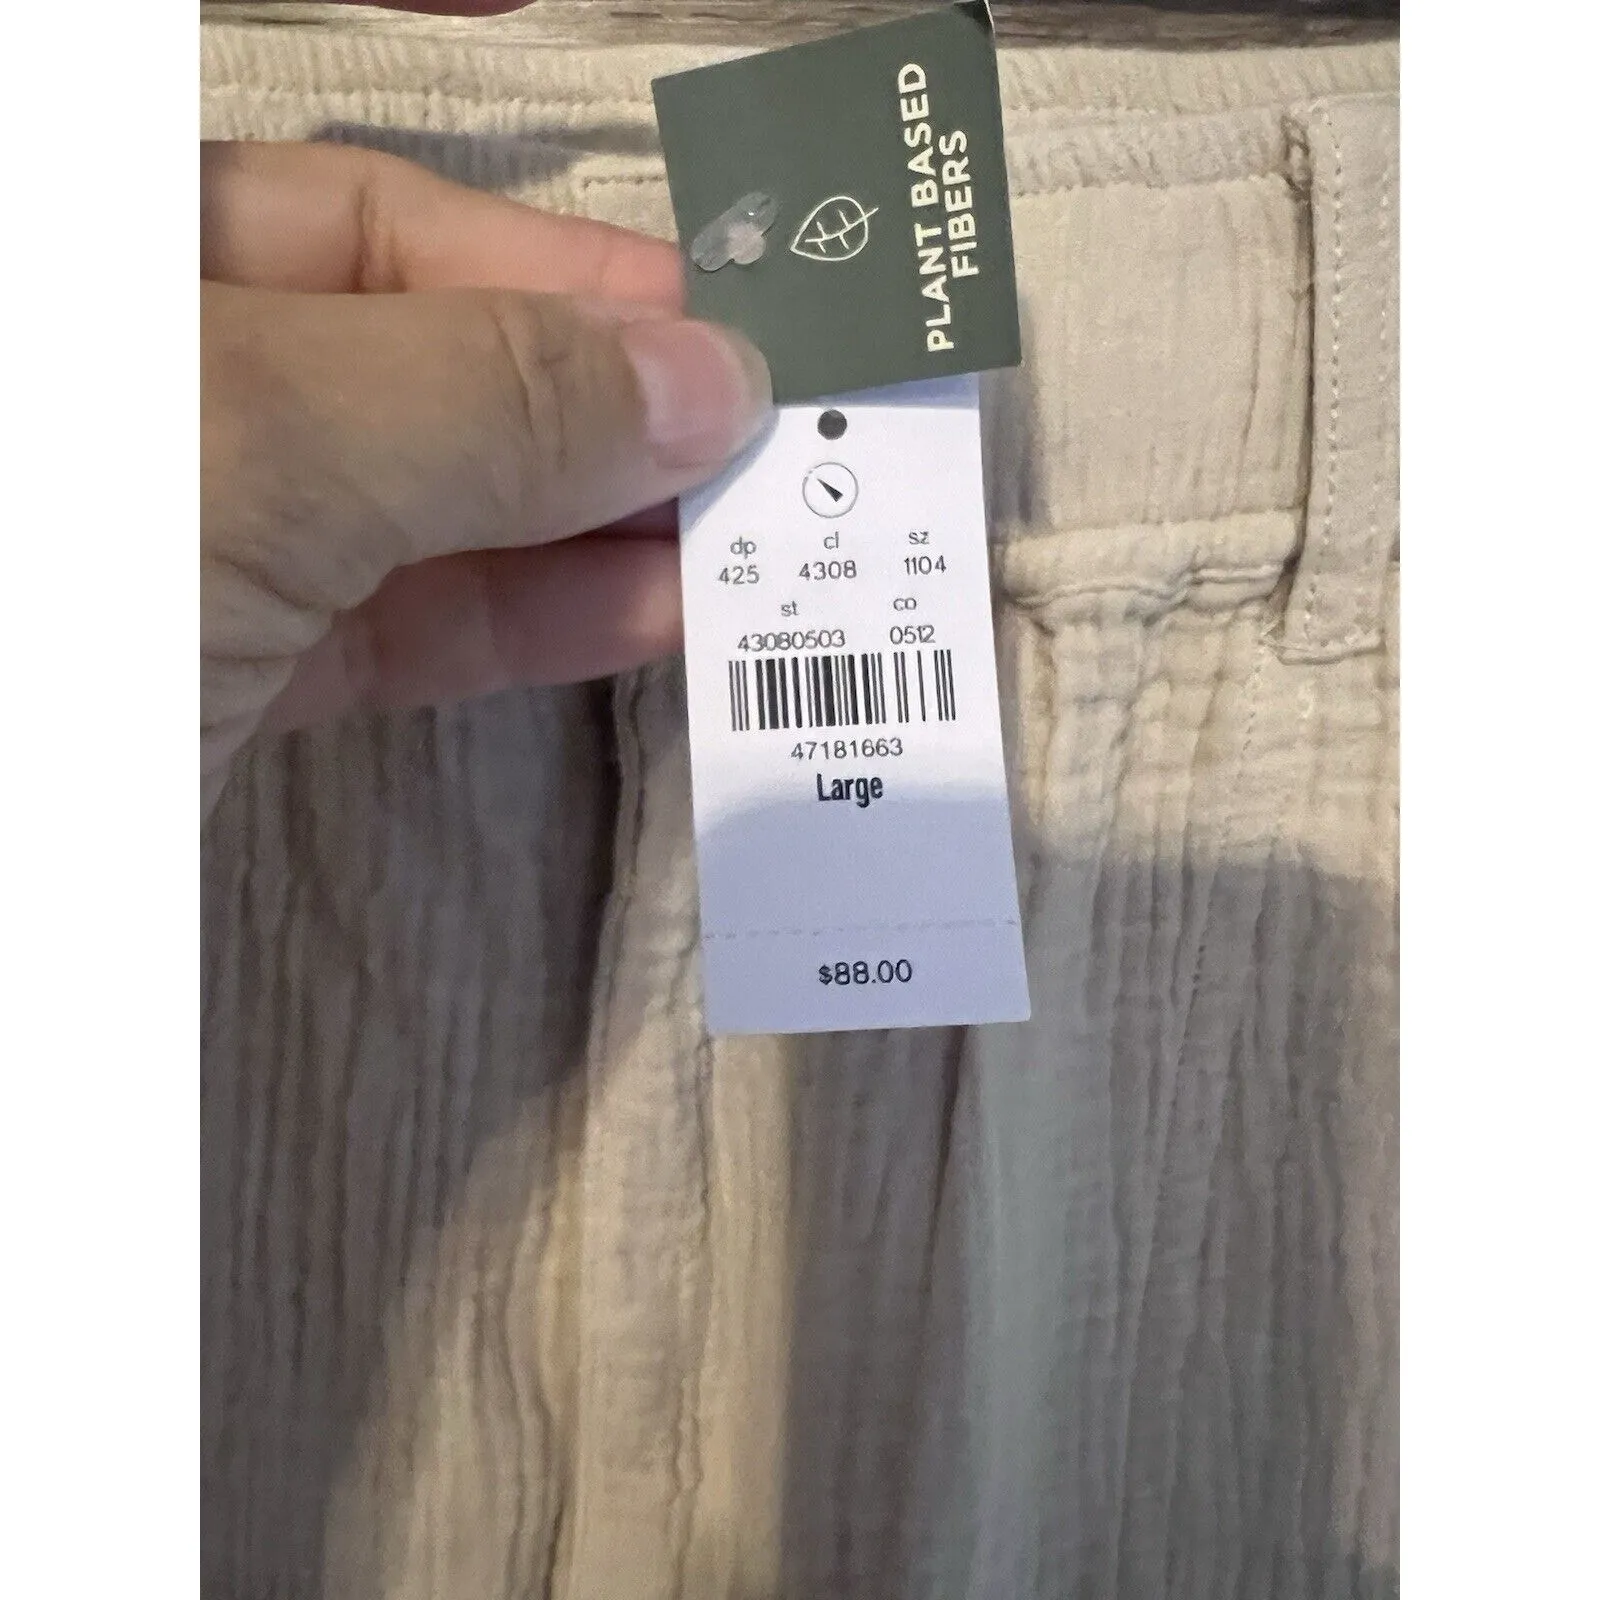 PLANT BASED
FIBERS
dp cl sz
425 4308 1104
st co
43080503 0512
47181663
Large
$88.00